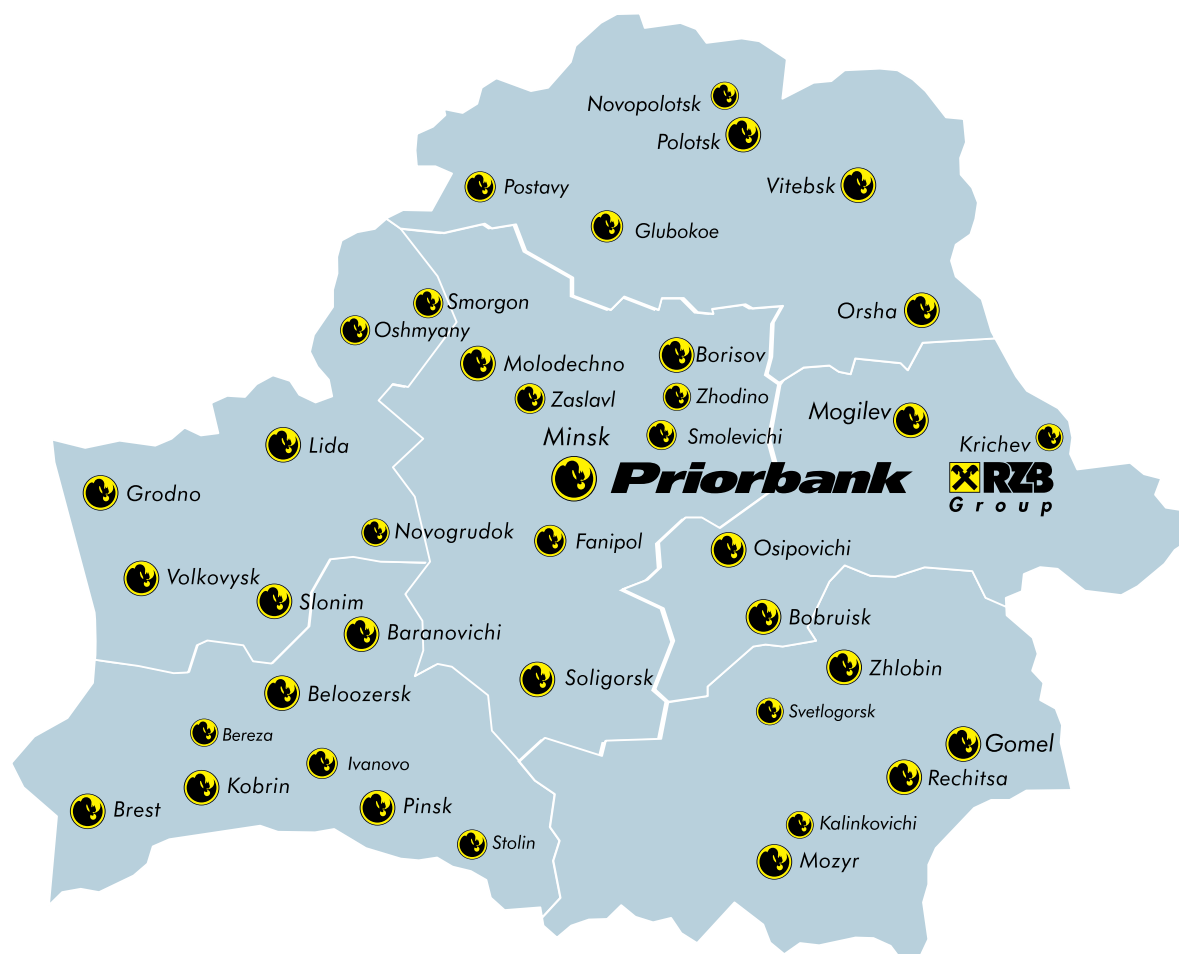 Novopolotsk
Polotsk
Postavy
Vitebsk
Glubokoe
Smorgon
Orsha
Oshmyany
Borisov
Molodechno
Zaslavl
Zhodino
Mogilev
Minsk
Smolevichi
Krichev
Lida
Priorbank
RZB
Group
Grodno
Novogrudok
Fanipol
Osipovichi
Volkovysk
Slonim
Bobruisk
Baranovichi
Zhlobin
Soligorsk
Beloozersk
Svetlogorsk
Bereza
Gomel
Ivanovo
Rechitsa
Kobrin
Pinsk
Brest
Kalinkovichi
Stolin
Mozyr